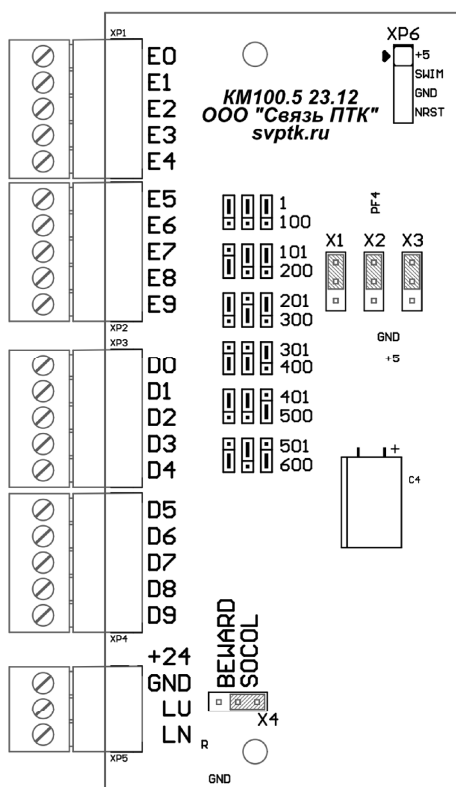 XP1
E0
E1
E2
E3
E4
E5
E6
E7
E8
E9
XP2
XP3
D0
D1
D2
D3
D4
D5
D6
D7
D8
D9
XP4
+24
GND
LU
LN
R
XP5
GND
КМ100.5 23.12
ООО "Связь ПТК"
svptk.ru
XP6
+5
SWIM
GND
NRST
1
100
101
200
201
300
301
400
401
500
501
600
PF4
X1 X2 X3
GND
+5
+
C4
BEWARD
SOCOL
X4